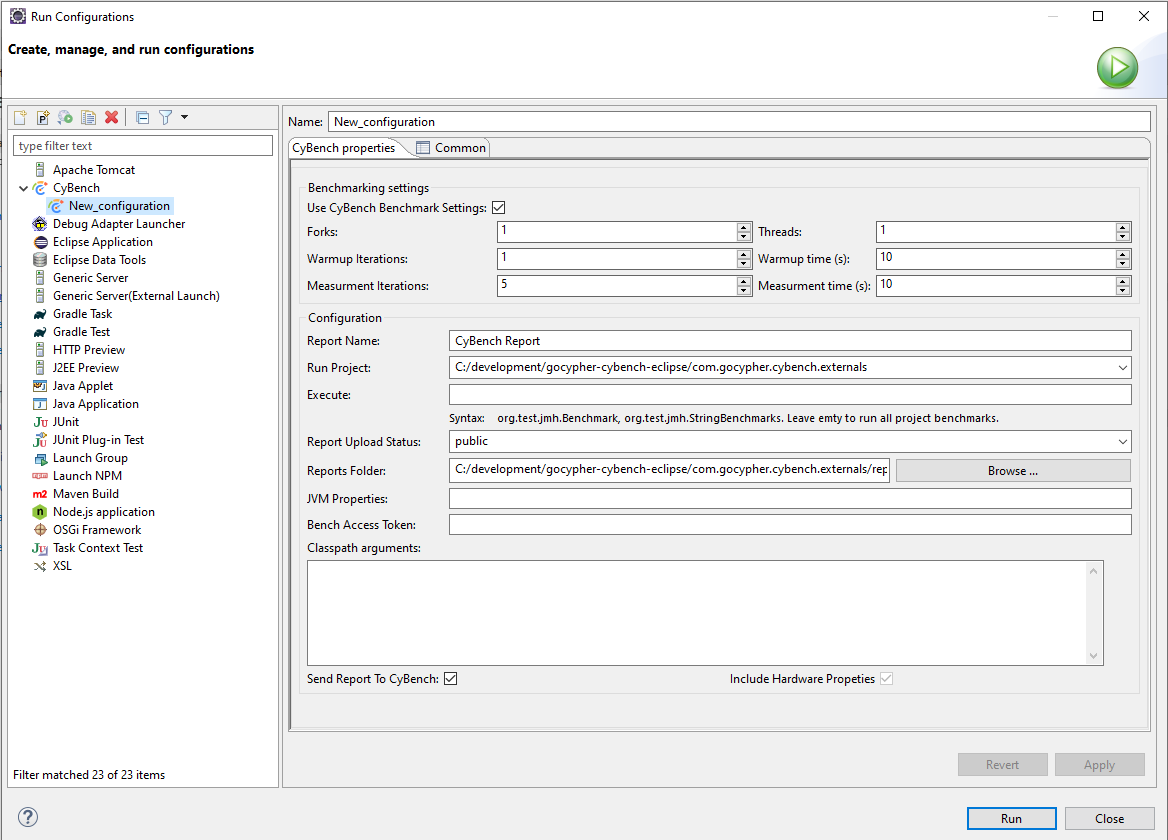 Run Configurations
Create, manage, and run configurations
type filter text
Apache Tomcat
CyBench
New_configuration
Debug Adapter Launcher
Eclipse Application
Eclipse Data Tools
Generic Server
Generic Server(External Launch)
Gradle Task
Gradle Test
HTTP Preview
J2EE Preview
Java Applet
Java Application
JUnit
JUnit Plug-in Test
Launch Group
Launch NPM
Maven Build
Node.js application
OSGi Framework
Task Context Test
XSL
Filter matched 23 of 23 items
Name: New_configuration
CyBench properties Common
Benchmarking settings
Use CyBench Benchmark Settings:
Forks: 1 Threads: 1
Warmup Iterations: 1 Warmup time (s): 10
Measurment Iterations: 5 Measurment time (s): 10
Configuration
Report Name: CyBench Report
Run Project: C:/development/gocypher-cybench-eclipse/com.gocypher.cybench.externals
Execute:
Syntax: org.test.jmh.Benchmark, org.test.jmh.StringBenchmarks. Leave emty to run all project benchmarks.
Report Upload Status: public
Reports Folder: C:/development/gocypher-cybench-eclipse/com.gocypher.cybench.externals/rep Browse ...
JVM Properties:
Bench Access Token:
Classpath arguments:
Send Report To CyBench: Include Hardware Propeties
Revert Apply
Run Close